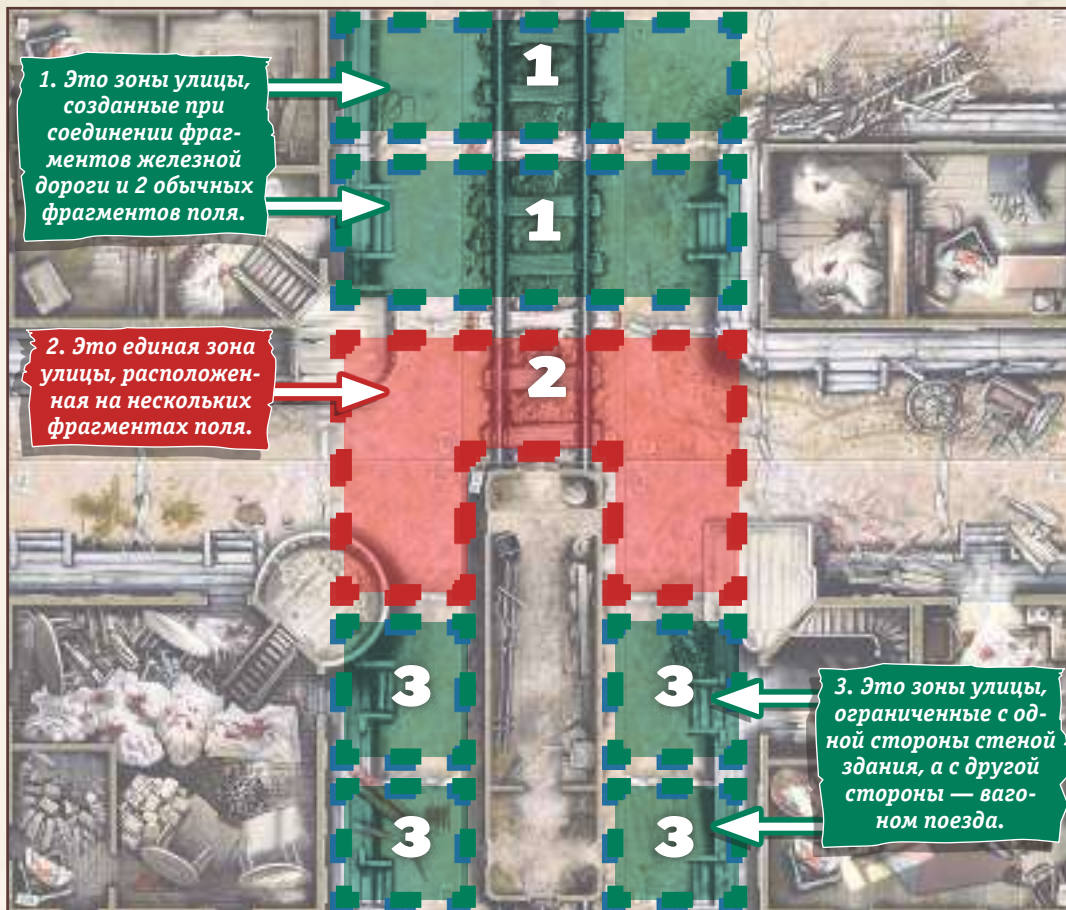 1. Это зоны улицы,
созданные при
соединении фраг-
ментов железной
дороги и 2 обычных
фрагментов поля.
1
1
2. Это единая зона
улицы, расположен-
ная на нескольких
фрагментах поля.
2
3
3
3. Это зоны улицы,
ограниченные с од-
ной стороны стеной
здания, а с другой
стороны — ваго-
ном поезда.
3
3